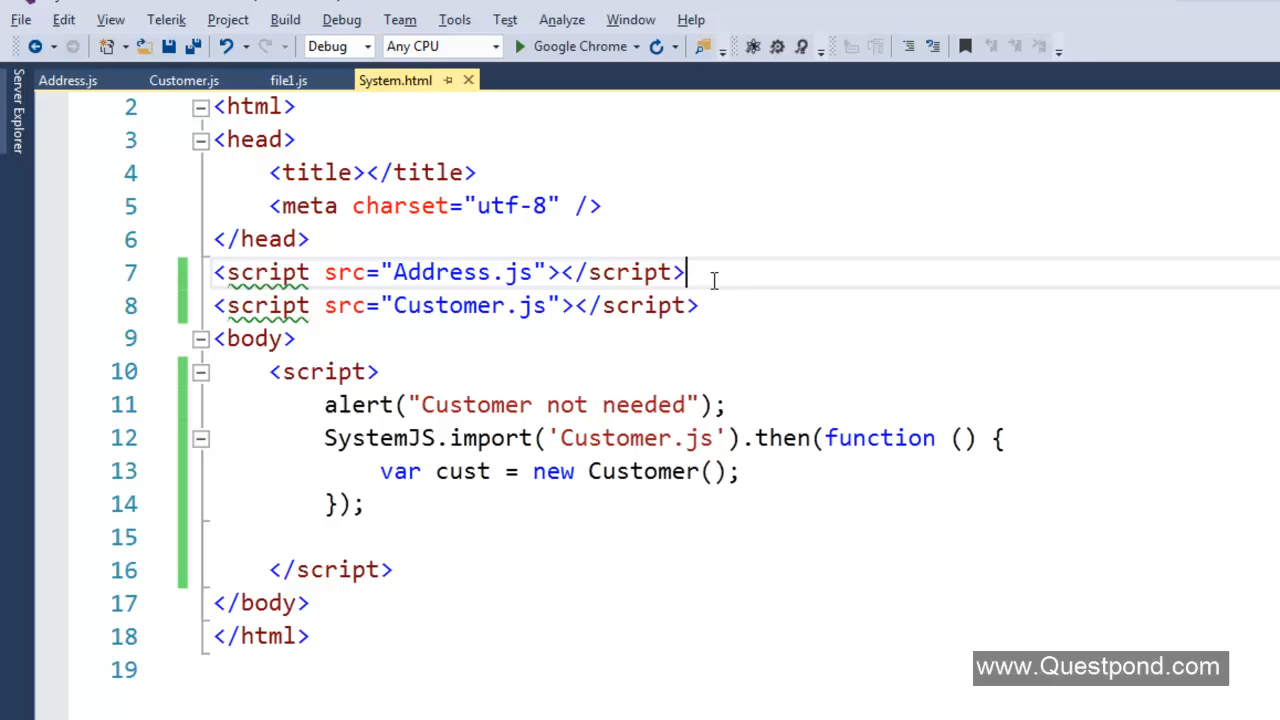 File Edit View Telerik Project Build Debug Team Tools Test Analyze Window Help
Debug Any CPU Google Chrome
Address.js Customer.js file1.js System.html
Server Explorer
2 <html>
3 <head>
4 <title></title>
5 <meta charset="utf-8" />
6 </head>
7 <script src="Address.js"></script>
8 <script src="Customer.js"></script>
9 <body>
10 <script>
11 alert("Customer not needed");
12 SystemJS.import('Customer.js').then(function () {
13 var cust = new Customer();
14 });
15
16 </script>
17 </body>
18 </html>
19
www.Questpond.com